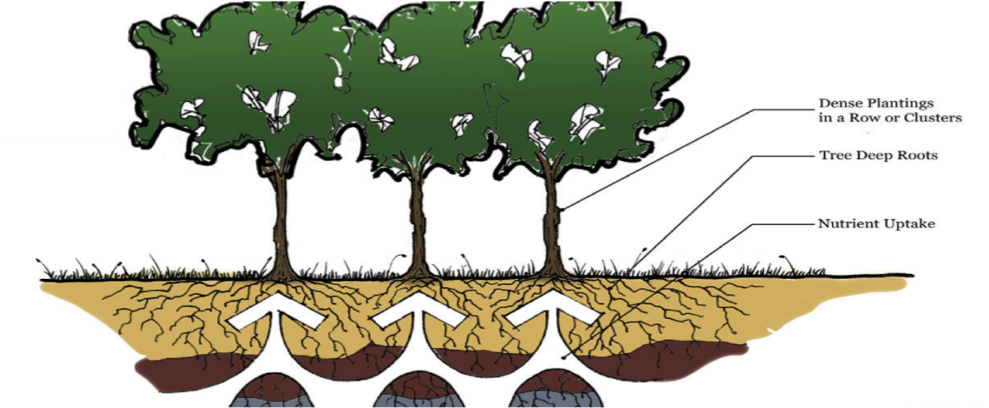 Dense Plantings
in a Row or Clusters
Tree Deep Roots
Nutrient Uptake